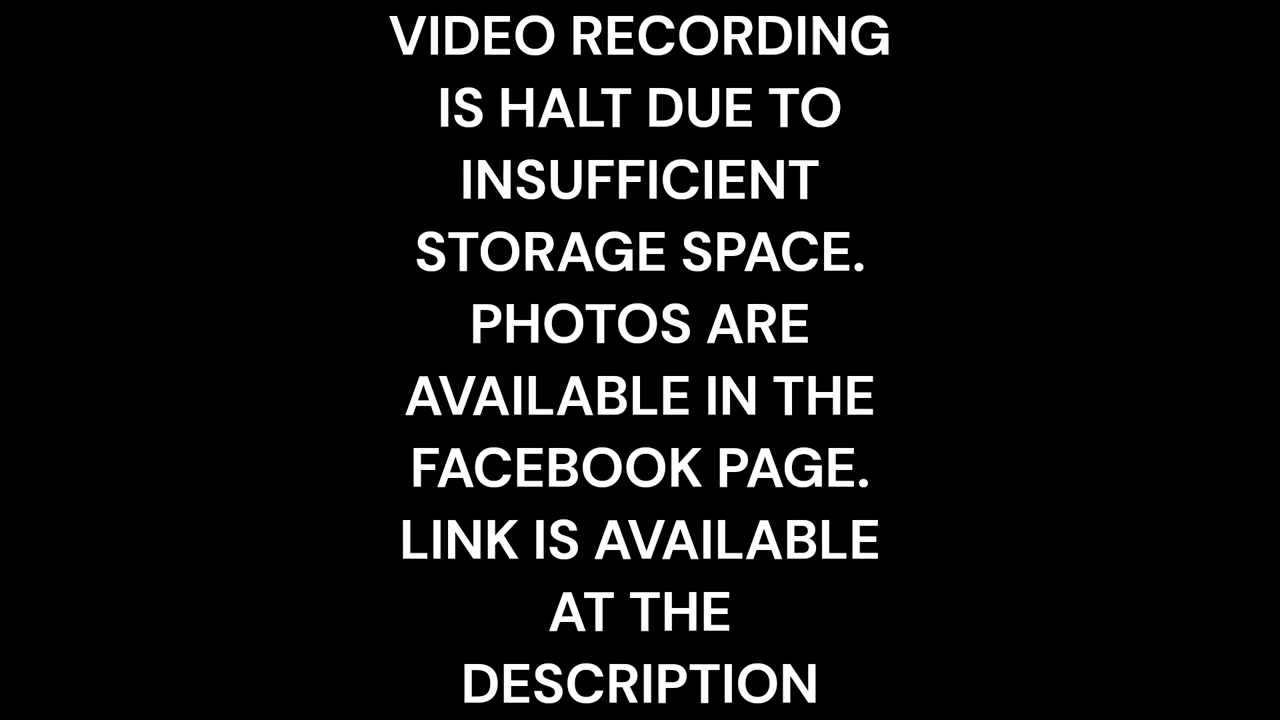 VIDEO RECORDING
IS HALT DUE TO
INSUFFICIENT
STORAGE SPACE.
PHOTOS ARE
AVAILABLE IN THE
FACEBOOK PAGE.
LINK IS AVAILABLE
AT THE
DESCRIPTION